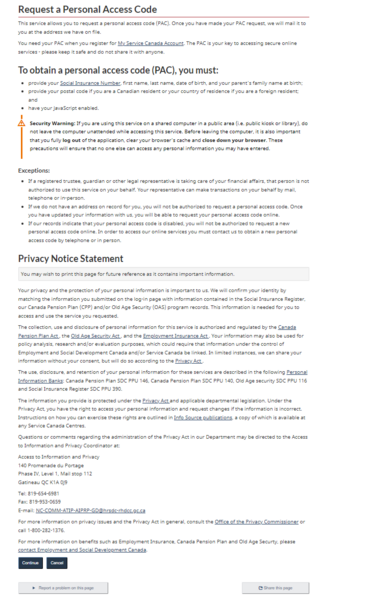 Request a Personal Access Code
This service allows you to request a personal access code (PAC). Once you have made your PAC request, we will mail it to
you at the address we have on file.
You need your PAC when you register for My Service Canada Account. The PAC is your key to accessing secure online
services - please keep it safe and do not share it with anyone.
To obtain a personal access code (PAC), you must:
provide your Social Insurance Number, first name, last name, date of birth, and your parent's family name at birth;
provide your postal code if you are a Canadian resident or your country of residence if you are a foreign resident;
and
have your JavaScript enabled.
Security Warning: If you are using this service on a shared computer in a public area (i.e. public kiosk or library), do
not leave the computer unattended while accessing this service. Before leaving the computer, it is also important
that you fully log out of the application, clear your browser's cache and close down your browser. These
precautions will ensure that no one else can access any personal information you may have entered.
Exceptions:
If a registered trustee, guardian or other legal representative is taking care of your financial affairs, that person is not
authorized to use this service on your behalf. Your representative can make transactions on your behalf by mail,
telephone or in-person.
If we do not have an address on record for you, you will not be authorized to request a personal access code. Once
you have updated your information with us, you will be able to request your personal access code online.
If our records indicate that your personal access code is disabled, you will not be authorized to request a new
personal access code online. In order to access our online services you must contact us to obtain a new personal
access code by telephone or in person.
Privacy Notice Statement
You may wish to print this page for future reference as it contains important information.
Your privacy and the protection of your personal information is important to us. We will confirm your identity by
matching the information you submitted on the log-in page with information contained in the Social Insurance Register,
our Canada Pension Plan (CPP) and/or Old Age Security (OAS) program records. This information is needed for you to
access and use the service you requested.
The collection, use and disclosure of personal information for this service is authorized and regulated by the Canada
Pension Plan Act, the Old Age Security Act, and the Employment Insurance Act. Your information may also be used for
policy analysis, research and/or evaluation purposes, which could require that information under the control of
Employment and Social Development Canada and/or Service Canada be linked. In limited instances, we can share your
information without your consent, but will do so according to the Privacy Act.
The use, disclosure, and retention of your personal information for these services are described in the following Personal
Information Banks: Canada Pension Plan SDC PPU 146, Canada Pension Plan SDC PPU 140, Old age security SDC PPU 116
and Social Insurance Register SDC PPU 390.
The information you provide is protected under the Privacy Act and applicable departmental legislation. Under the
Privacy Act, you have the right to access your personal information and request changes if the information is incorrect.
Instructions on how you can exercise these rights are outlined in Info Source publications, a copy of which is available at
any Service Canada Centres.
Questions or comments regarding the administration of the Privacy Act in our Department may be directed to the Access
to Information and Privacy Coordinator at:
Access to Information and Privacy
140 Promenade du Portage
Phase IV, Level 1, Mail stop 112
Gatineau QC K1A 0J9
Tel: 819-654-6981
Fax: 819-953-0659
E-mail: NC-COMM-ATIP-AIPRP-GD@hrsdc-rhdcc.gc.ca
For more information on privacy issues and the Privacy Act in general, consult the Office of the Privacy Commissioner or
call 1-800-282-1376.
For more information on benefits such as Employment Insurance, Canada Pension Plan and Old Age Security, please
contact Employment and Social Development Canada.
Continue Cancel
Report a problem on this page Share this page